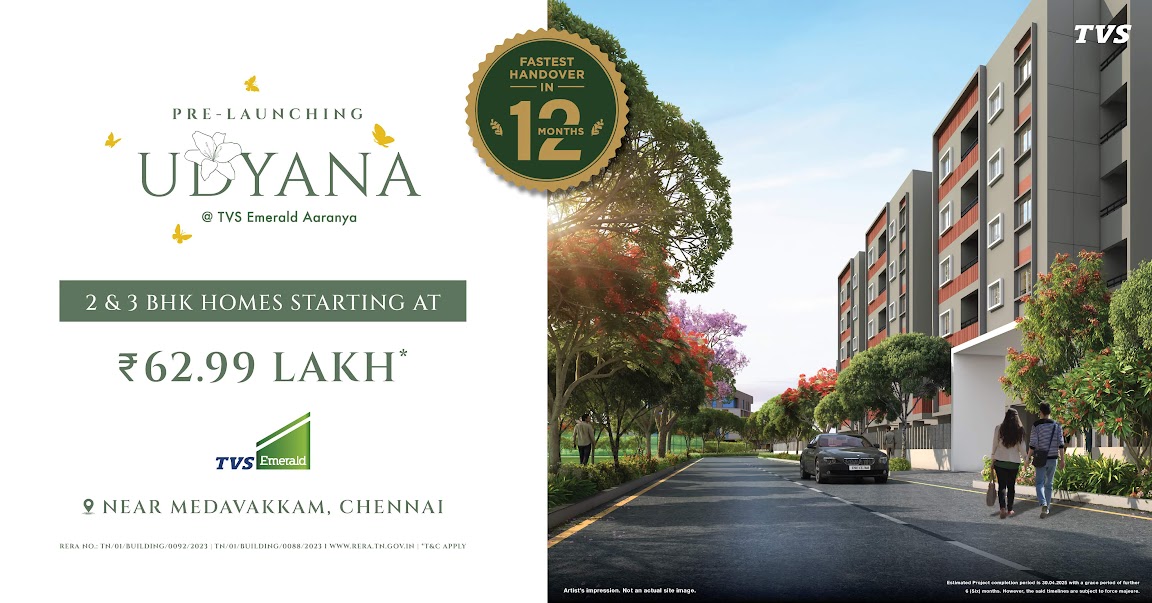 PRE-LAUNCHING
UDYANA
@ TVS Emerald Aaranya
2 & 3 BHK HOMES STARTING AT
₹62.99 LAKH*
TVS Emerald
NEAR MEDAVAKKAM, CHENNAI
RERA NO.: TN/01/BUILDING/0092/2023 | TN/01/BUILDING/0088/2023 | WWW.RERA.TN.GOV.IN | *T&C APPLY
FASTEST
HANDOVER
IN
12
MONTHS
TVS
Artist's impression. Not an actual site image.
Estimated Project completion period is 30.04.2025 with a grace period of further
6 (Six) months. However, the said timelines are subject to force majeure.